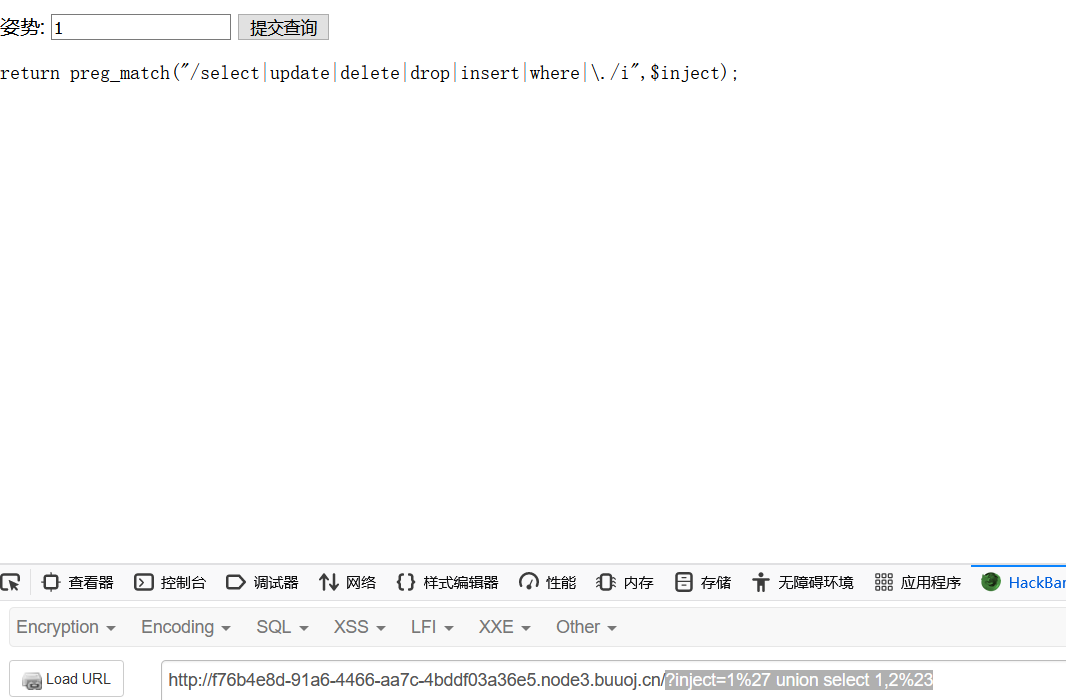 姿势: 1 提交查询
return preg_match("/select|update|delete|drop|insert|where|\./i",$inject);
查看器 控制台 调试器 网络 样式编辑器 性能 内存 存储 无障碍环境 应用程序 HackBar
Encryption Encoding SQL XSS LFI XXE Other
Load URL http://f76b4e8d-91a6-4466-aa7c-4bddf03a36e5.node3.buuoj.cn/?inject=1%27 union select 1,2%23